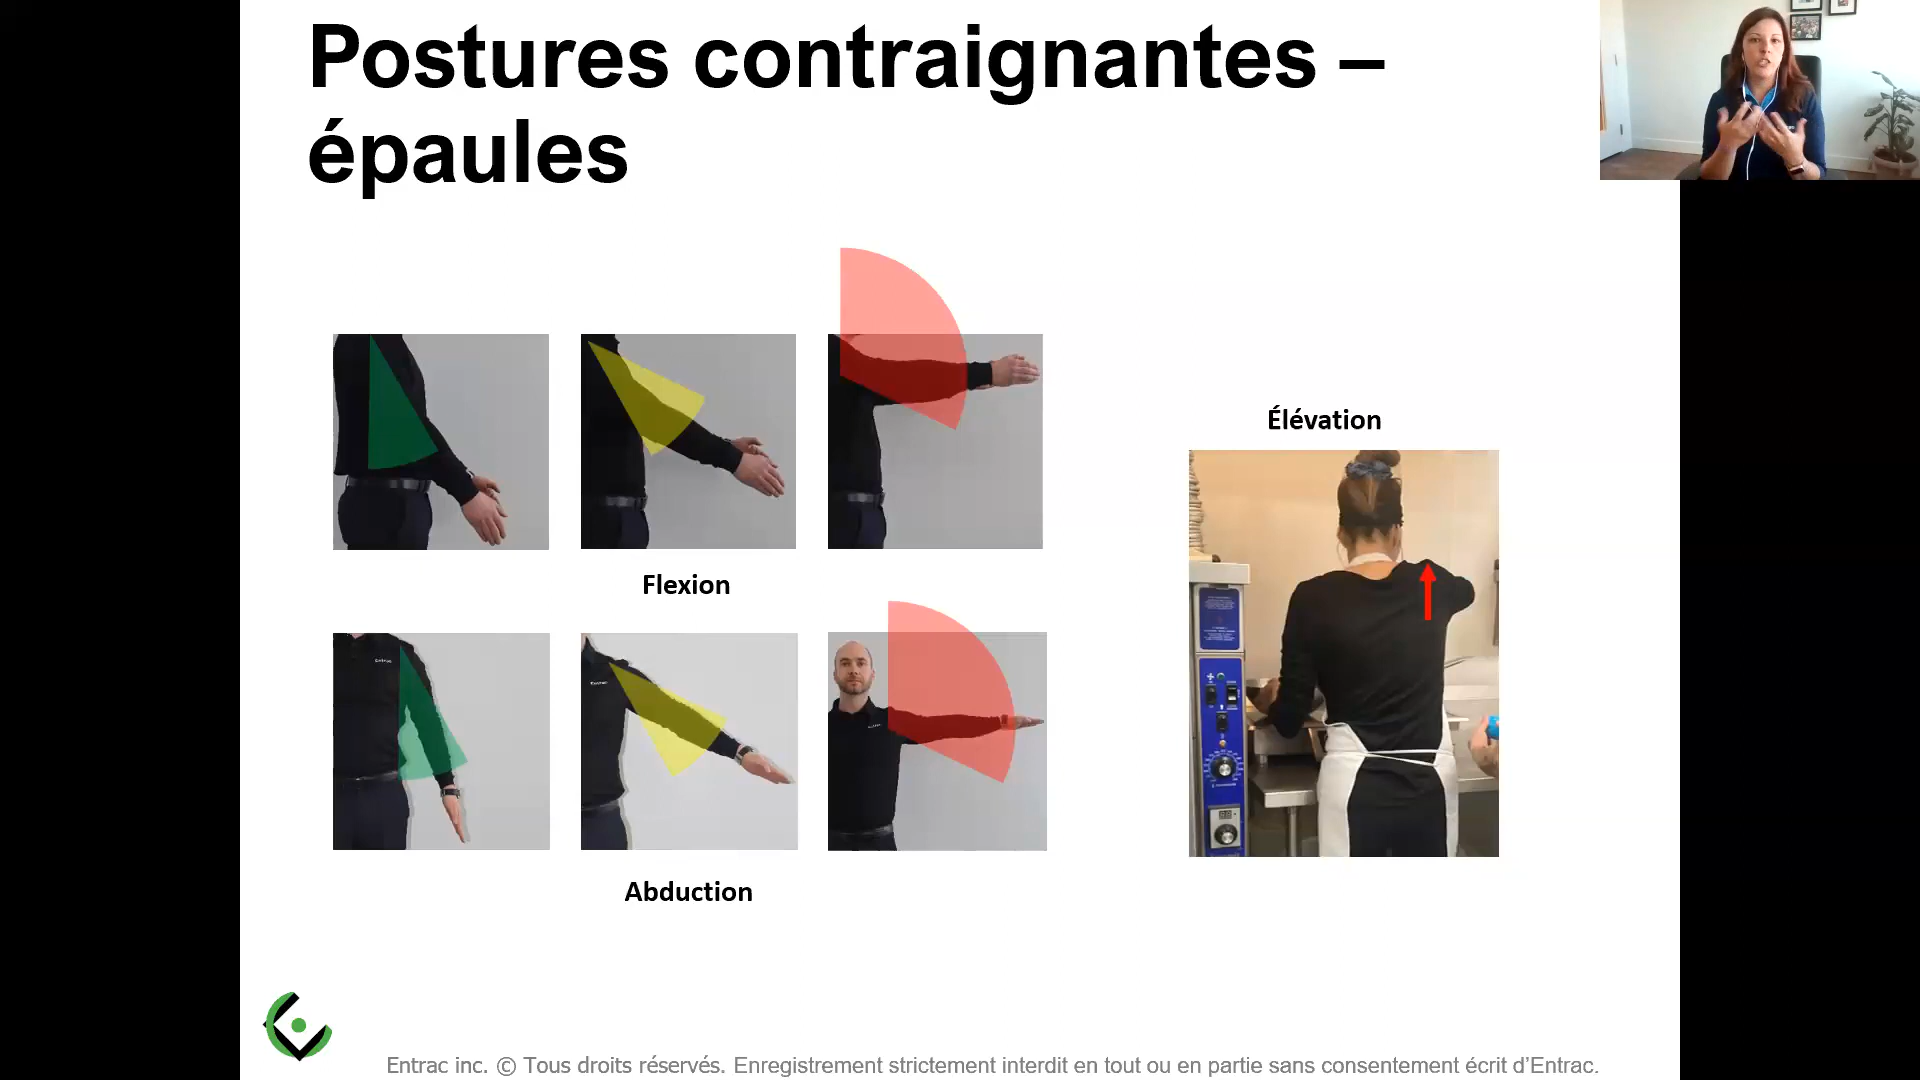 Postures contraignantes –
épaules
Élévation
Flexion
Abduction
Entrac inc. © Tous droits réservés. Enregistrement strictement interdit en tout ou en partie sans consentement écrit d’Entrac.